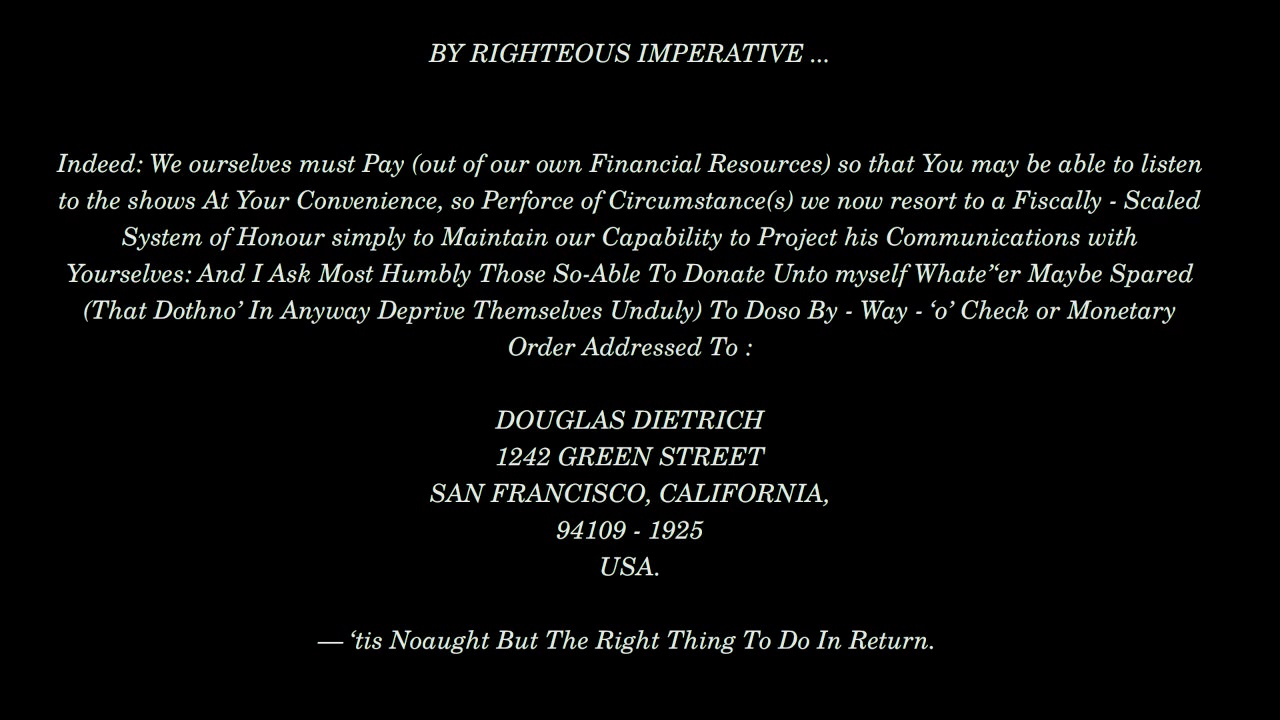 BY RIGHTEOUS IMPERATIVE ...
Indeed: We ourselves must Pay (out of our own Financial Resources) so that You may be able to listen
to the shows At Your Convenience, so Perforce of Circumstance(s) we now resort to a Fiscally - Scaled
System of Honour simply to Maintain our Capability to Project his Communications with
Yourselves: And I Ask Most Humbly Those So-Able To Donate Unto myself Whate”“er Maybe Spared
(That Dothno’ In Anyway Deprive Themselves Unduly) To Doso By - Way - ‘o’ Check or Monetary
Order Addressed To :
DOUGLAS DIETRICH
1242 GREEN STREET
SAN FRANCISCO, CALIFORNIA,
94109 - 1925
USA.
— ‘tis Noaught But The Right Thing To Do In Return.